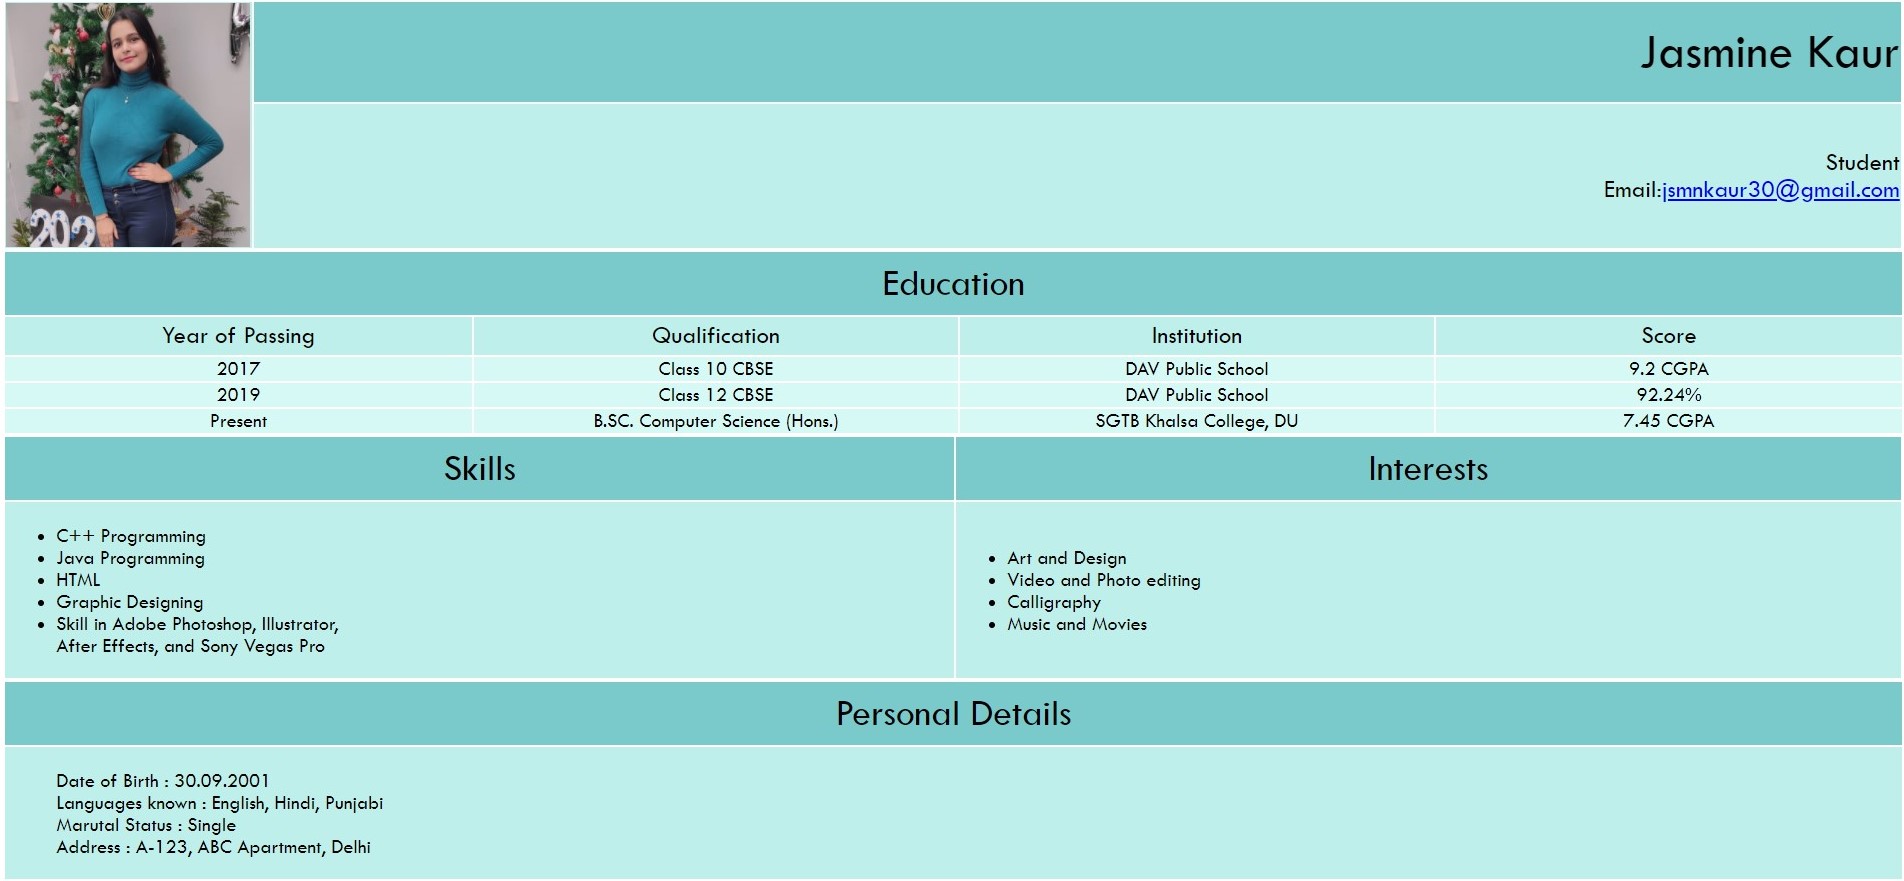 Jasmine Kaur
Student
Email:jsmnkaur30@gmail.com
202
Education
Year of Passing Qualification Institution Score
2017 Class 10 CBSE DAV Public School 9.2 CGPA
2019 Class 12 CBSE DAV Public School 92.24%
Present B.SC. Computer Science (Hons.) SGTB Khalsa College, DU 7.45 CGPA
Skills
C++ Programming
Java Programming
HTML
Graphic Designing
Skill in Adobe Photoshop, Illustrator,
After Effects, and Sony Vegas Pro
Interests
Art and Design
Video and Photo editing
Calligraphy
Music and Movies
Personal Details
Date of Birth : 30.09.2001
Languages known : English, Hindi, Punjabi
Marutal Status : Single
Address : A-123, ABC Apartment, Delhi